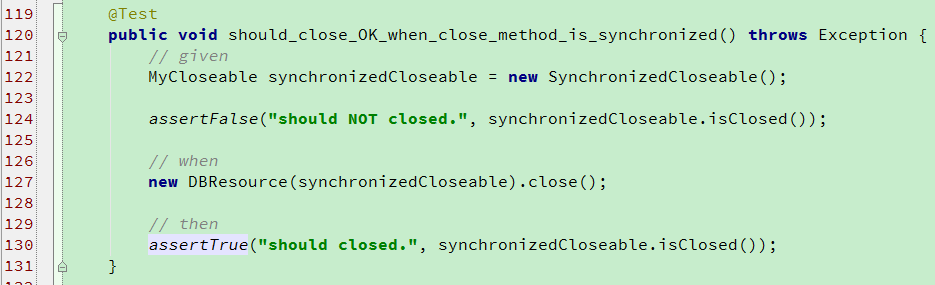 119 @Test
120 public void should_close_OK_when_close_method_is_synchronized() throws Exception {
121 // given
122 MyCloseable synchronizedCloseable = new SynchronizedCloseable();
123
124 assertFalse("should NOT closed.", synchronizedCloseable.isClosed());
125
126 // when
127 new DBResource(synchronizedCloseable).close();
128
129 // then
130 assertTrue("should closed.", synchronizedCloseable.isClosed());
131 }